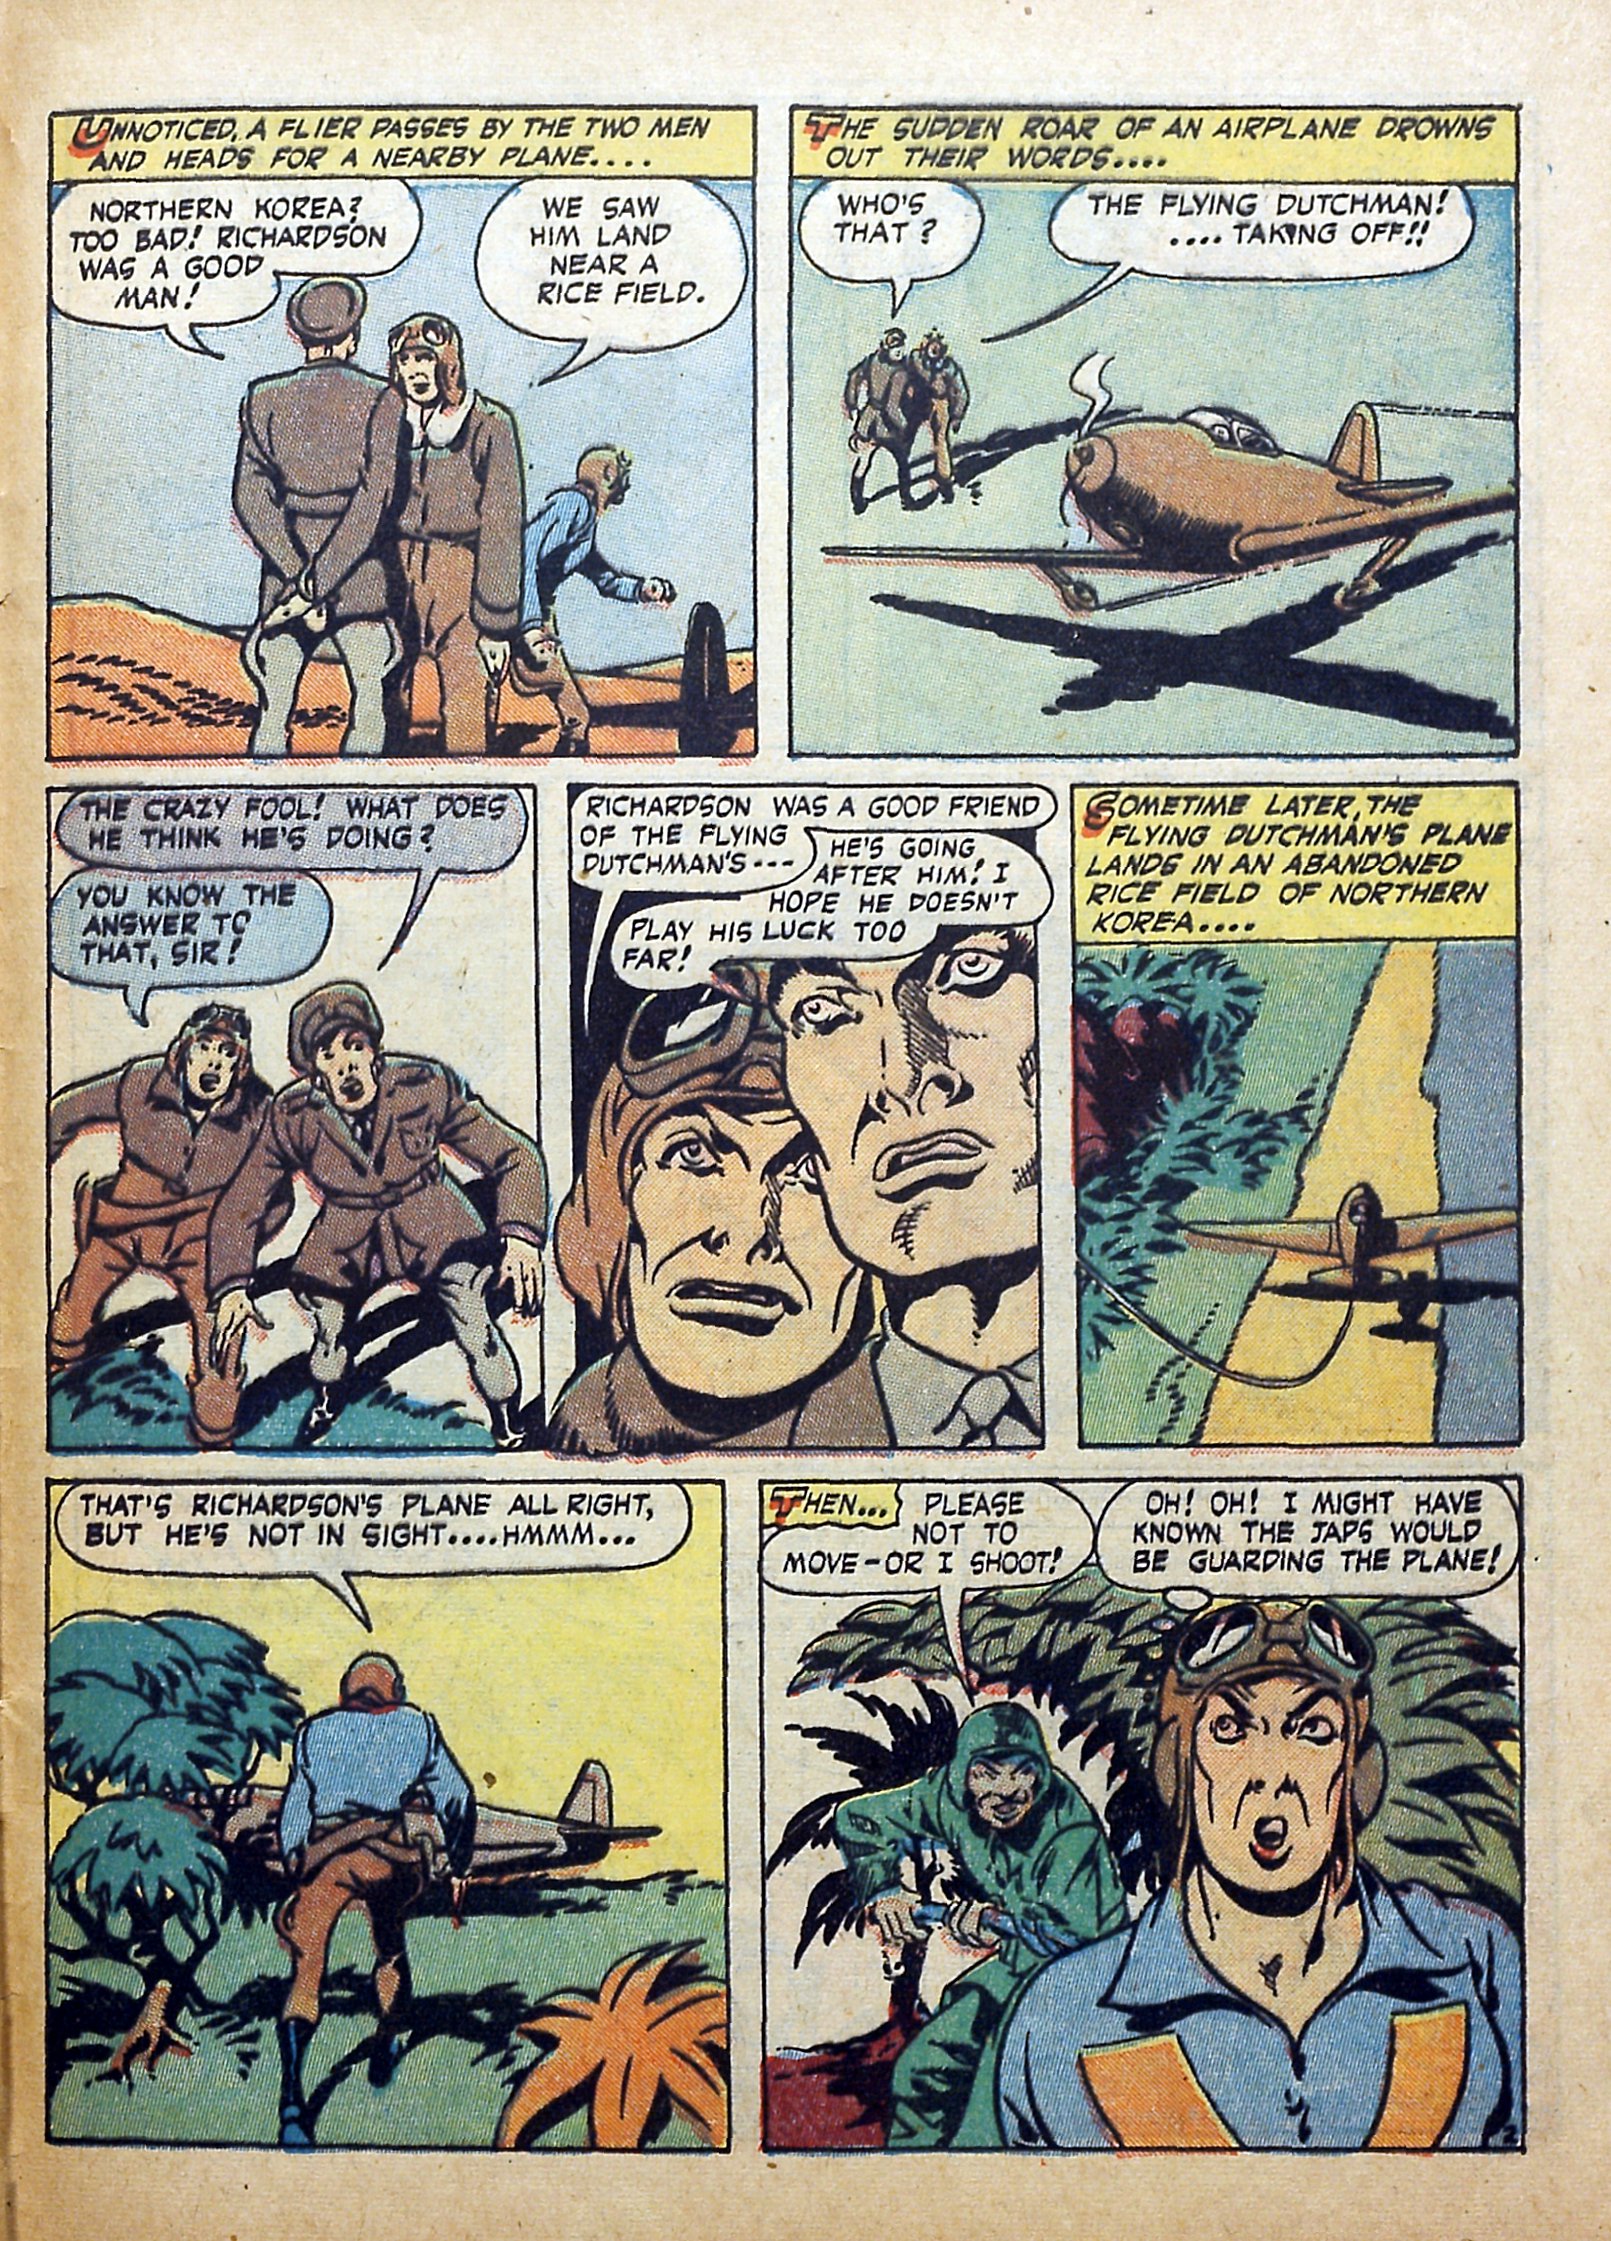 UNNOTICED, A FLIER PASSES BY THE TWO MEN
AND HEADS FOR A NEARBY PLANE....
NORTHERN KOREA?
TOO BAD! RICHARDSON
WAS A GOOD
MAN!
WE SAW
HIM LAND
NEAR A
RICE FIELD.
THE SUDDEN ROAR OF AN AIRPLANE DROWNS
OUT THEIR WORDS....
WHO'S
THAT?
THE FLYING DUTCHMAN!
....TAKING OFF!!
THE CRAZY FOOL! WHAT DOES
HE THINK HE'S DOING?
YOU KNOW THE
ANSWER TO
THAT, SIR!
RICHARDSON WAS A GOOD FRIEND
OF THE FLYING
DUTCHMAN'S---
HE'S GOING
AFTER HIM! I
HOPE HE DOESN'T
PLAY HIS LUCK TOO
FAR!
SOMETIME LATER, THE
FLYING DUTCHMAN'S PLANE
LANDS IN AN ABANDONED
RICE FIELD OF NORTHERN
KOREA....
THAT'S RICHARDSON'S PLANE ALL RIGHT,
BUT HE'S NOT IN SIGHT....HMMM...
THEN...
PLEASE
NOT TO
MOVE-OR I SHOOT!
OH! OH! I MIGHT HAVE
KNOWN THE JAPS WOULD
BE GUARDING THE PLANE!
2